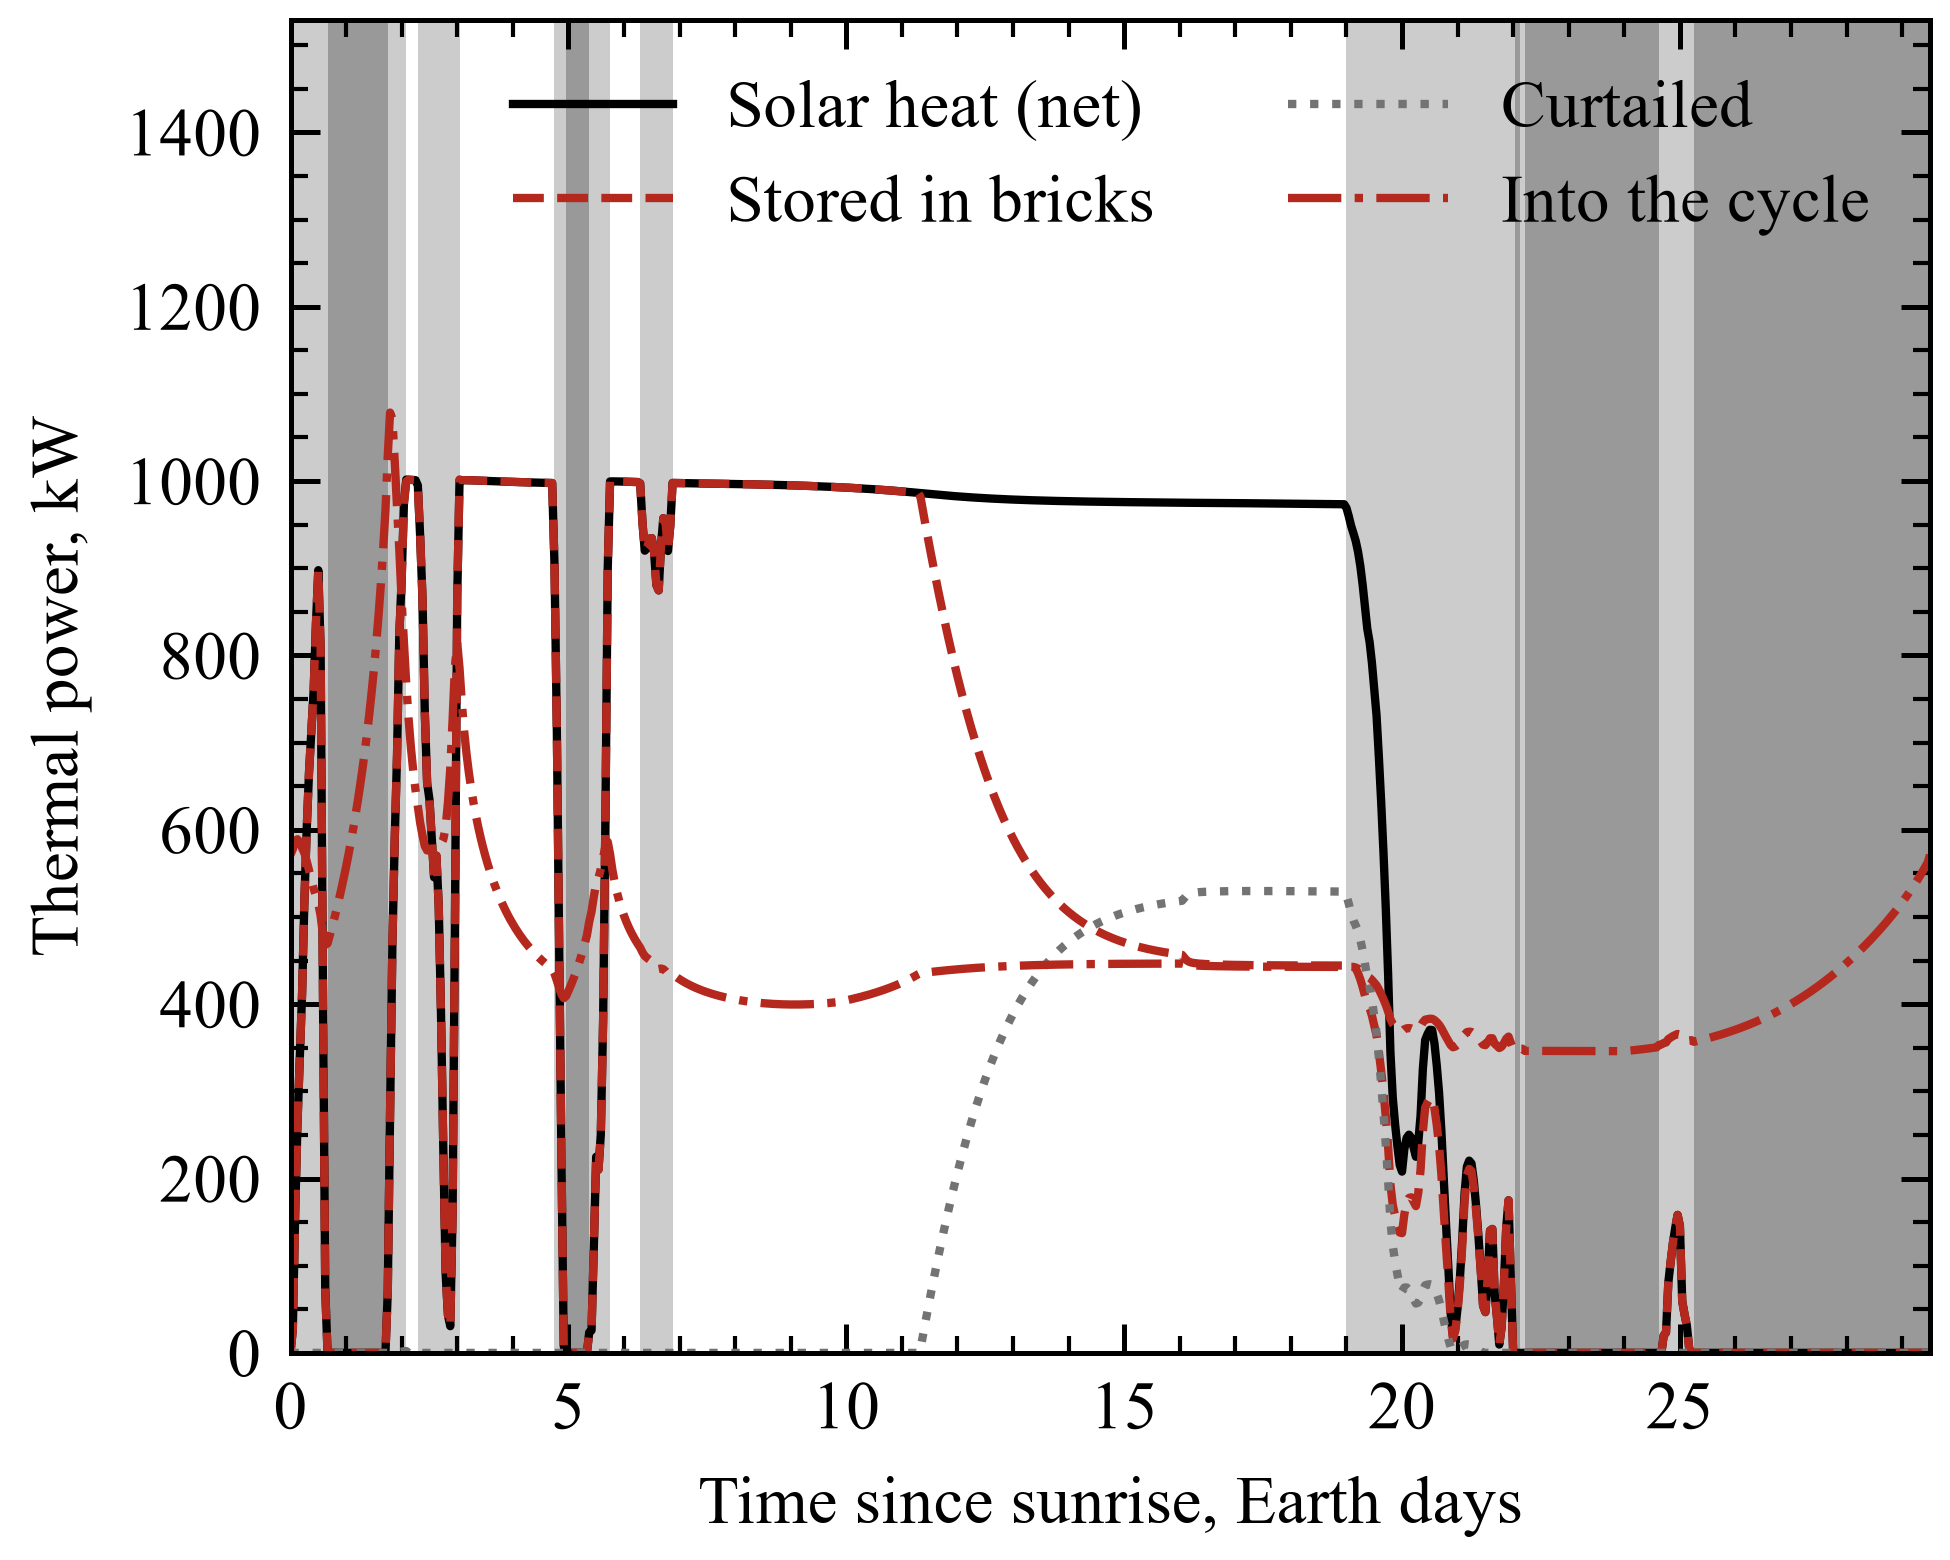 Solar heat (net)
Stored in bricks
Curtailed
Into the cycle
Thermal power, kW
1400
1200
1000
800
600
400
200
0
0 5 10 15 20 25
Time since sunrise, Earth days